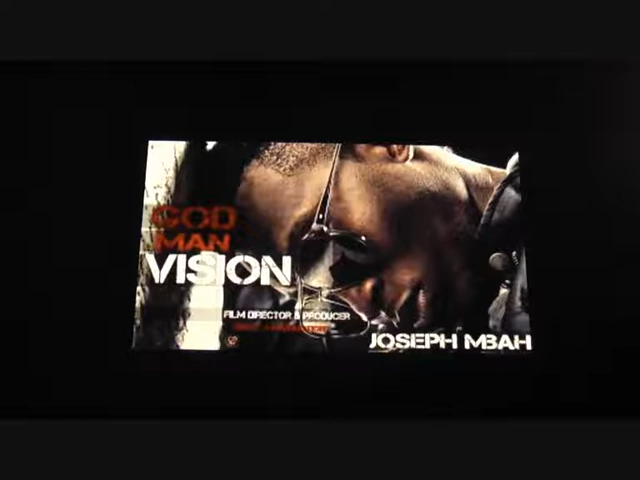 GOD
MAN
VISION
FILM DIRECTOR & PRODUCER
JOSEPH MBAH